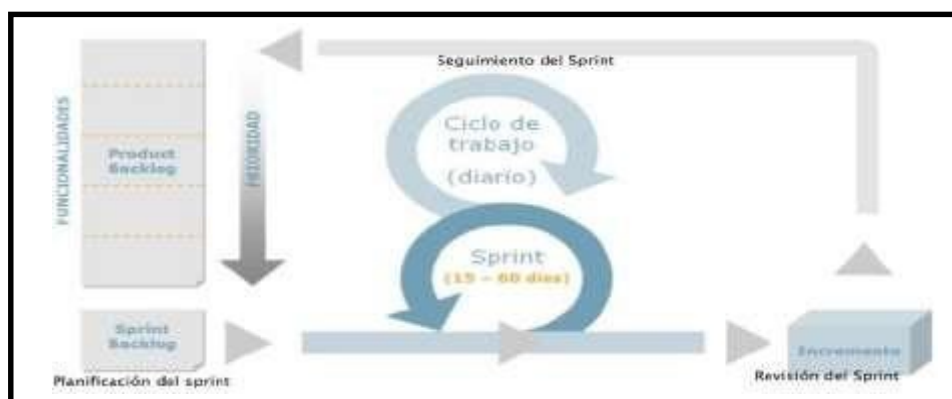 Seguimiento del Sprint
FUNCIONALIDADES
Product
Backlog
PRIORIDAD
Ciclo de
trabajo
(diario)
Sprint
(15 - 60 dias)
Sprint
Backlog
Planificación del sprint
Incremento
Revisión del Sprint